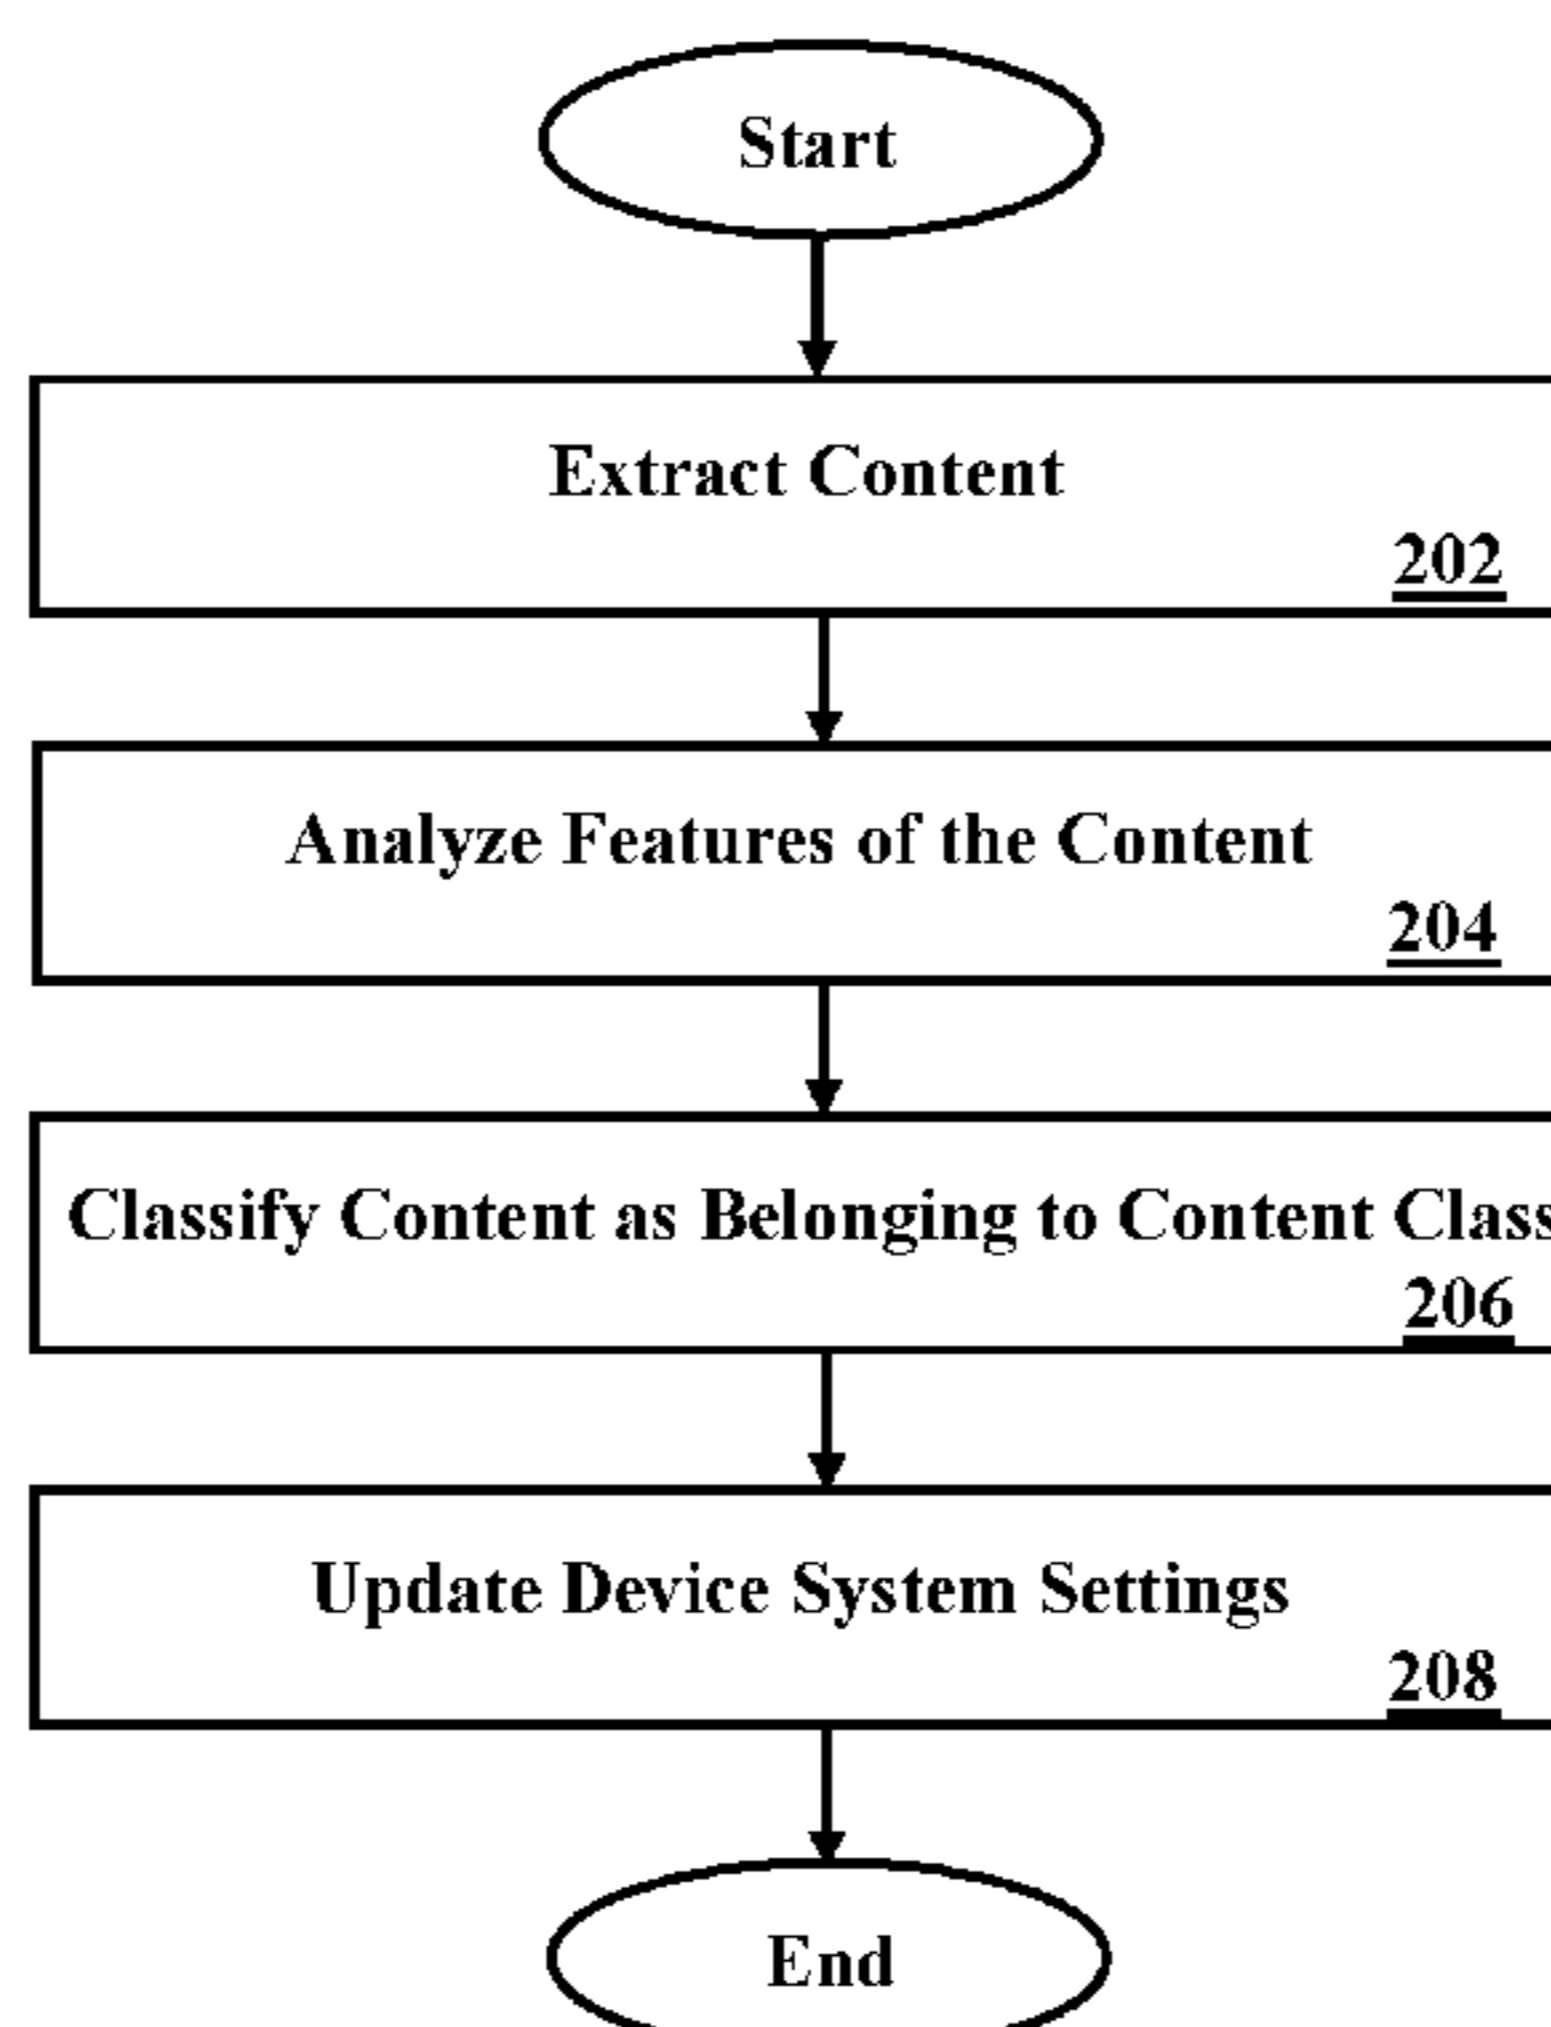 Start
Extract Content
202
Analyze Features of the Content
204
Classify Content as Belonging to Content Class
206
Update Device System Settings
208
End